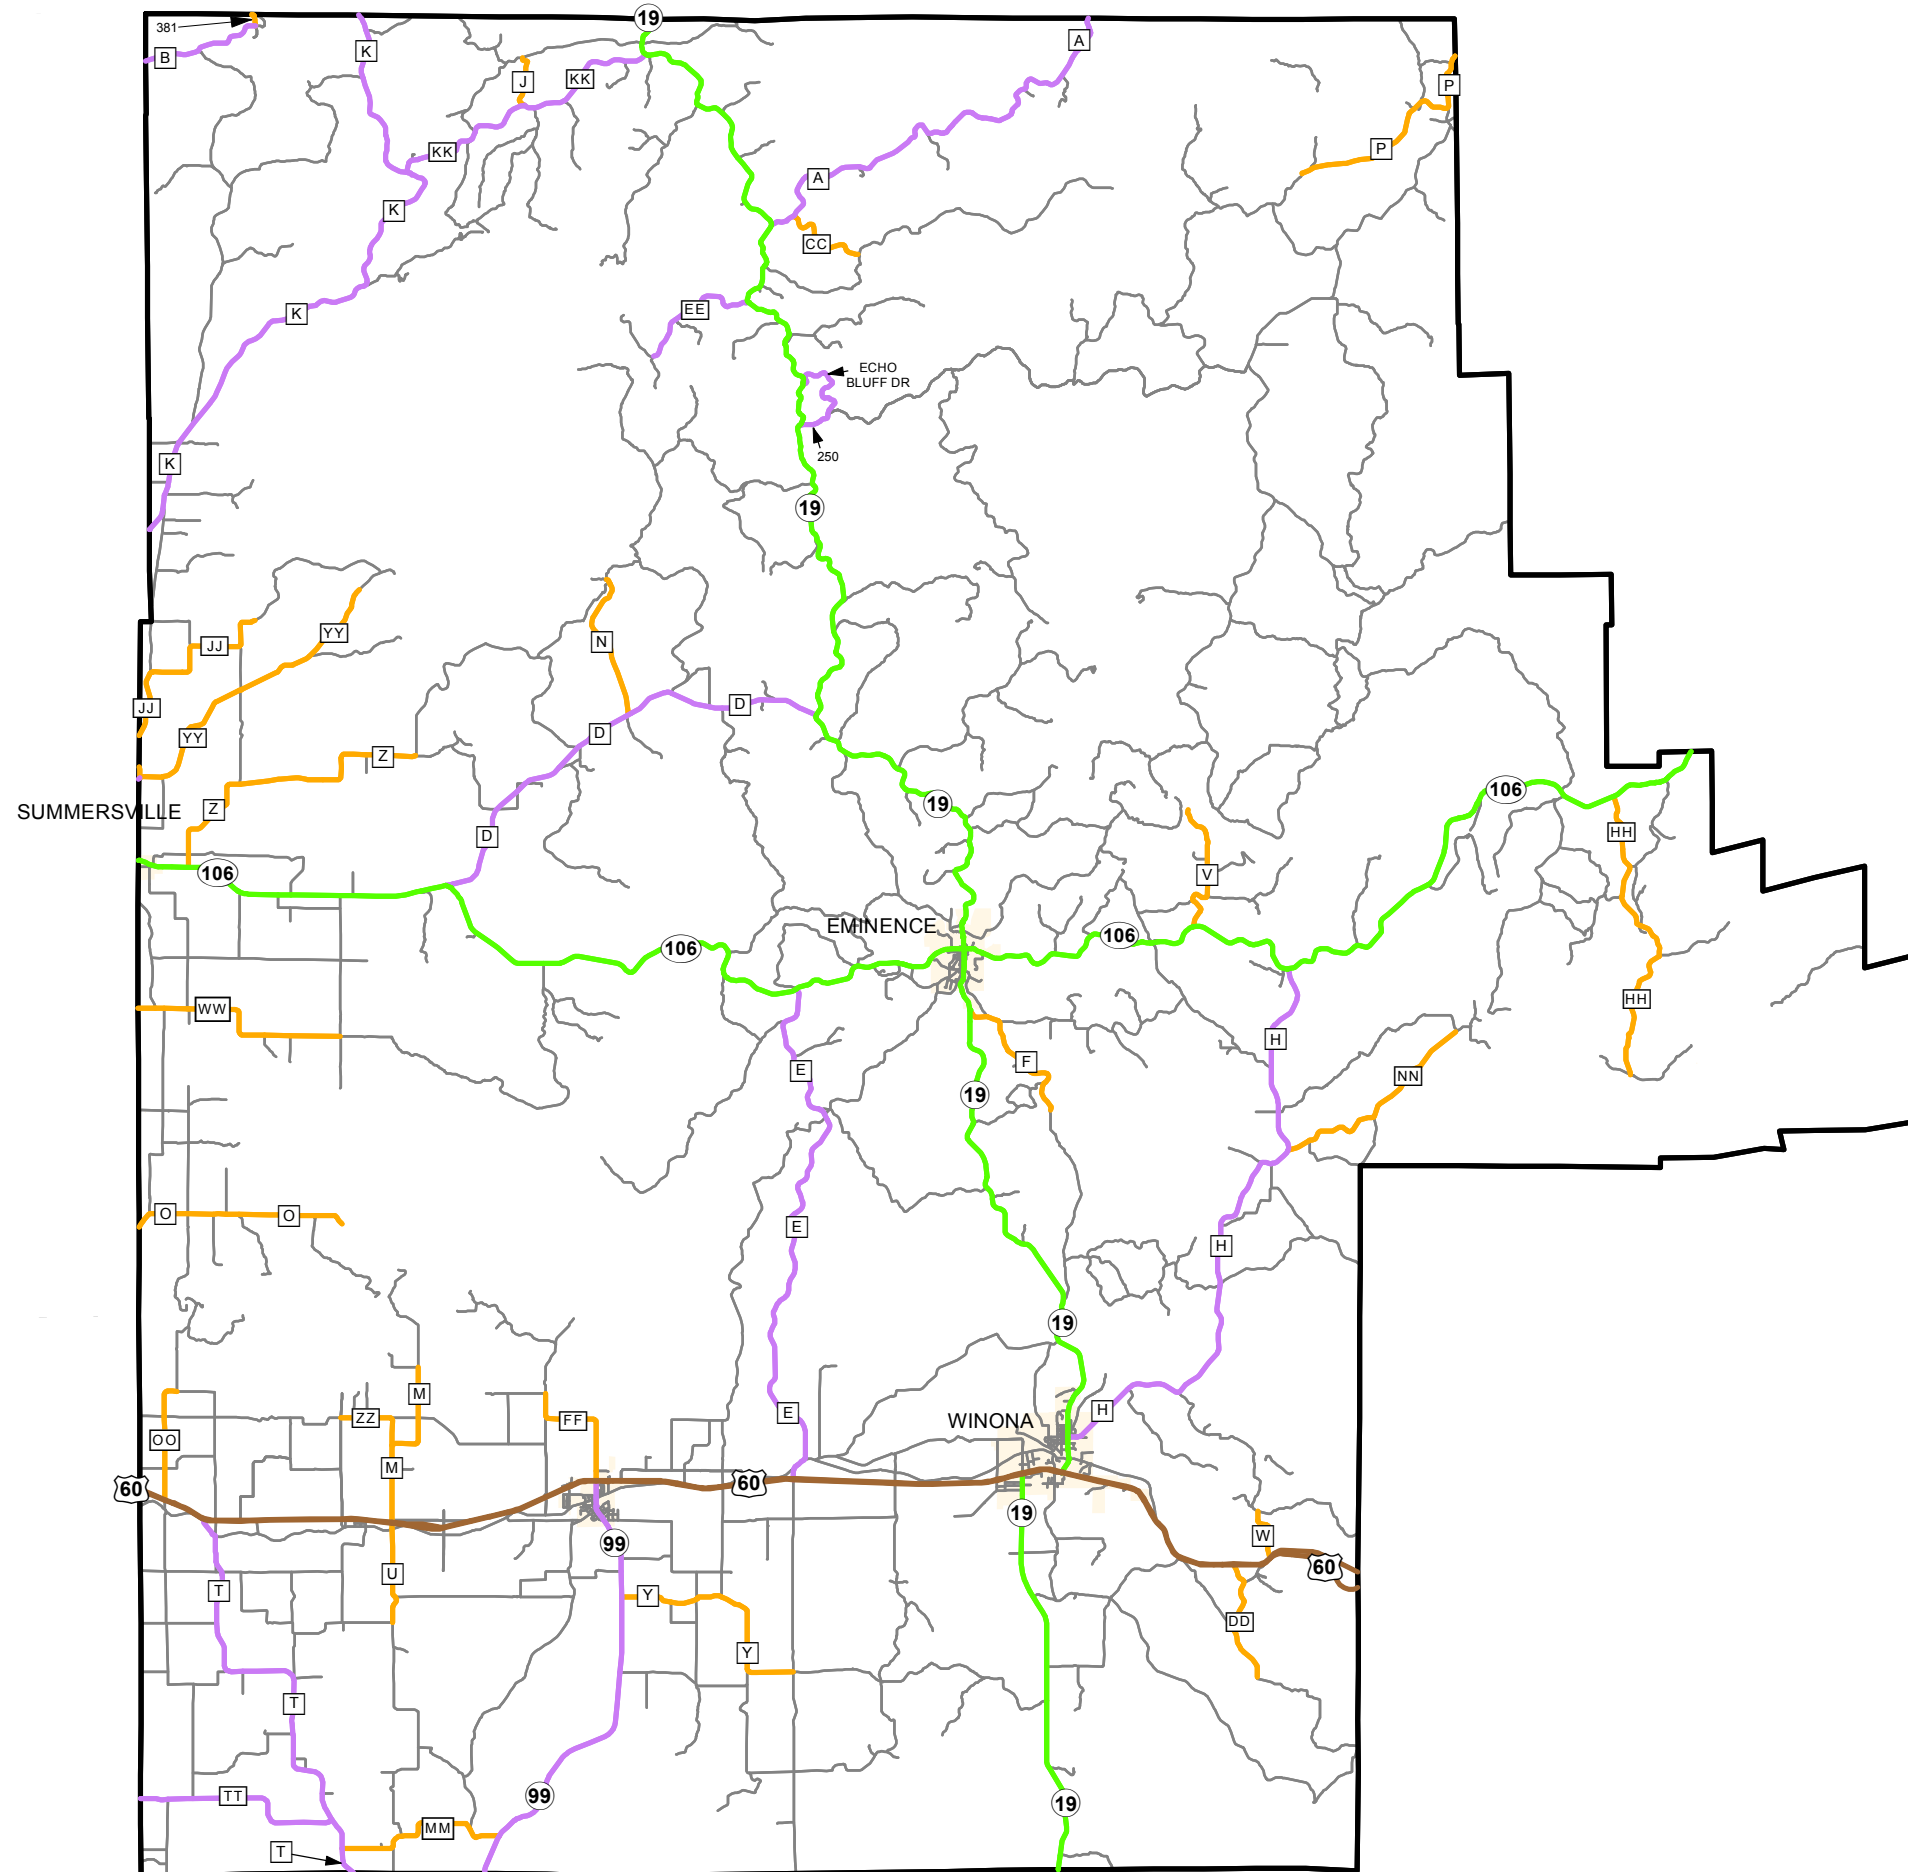 381
19
B
K
J
KK
A
P
KK
P
A
K
CC
EE
K
ECHO
BLUFF DR
250
K
19
YY
JJ
N
JJ
D
YY
D
Z
106
19
Z
SUMMERSVILLE
D
HH
106
V
EMINENCE
106
106
HH
WW
H
F
E
NN
19
O
O
E
H
19
M
E
H
ZZ
FF
WINONA
OO
M
60
60
19
W
99
60
U
T
Y
DD
Y
T
TT
99
19
MM
T